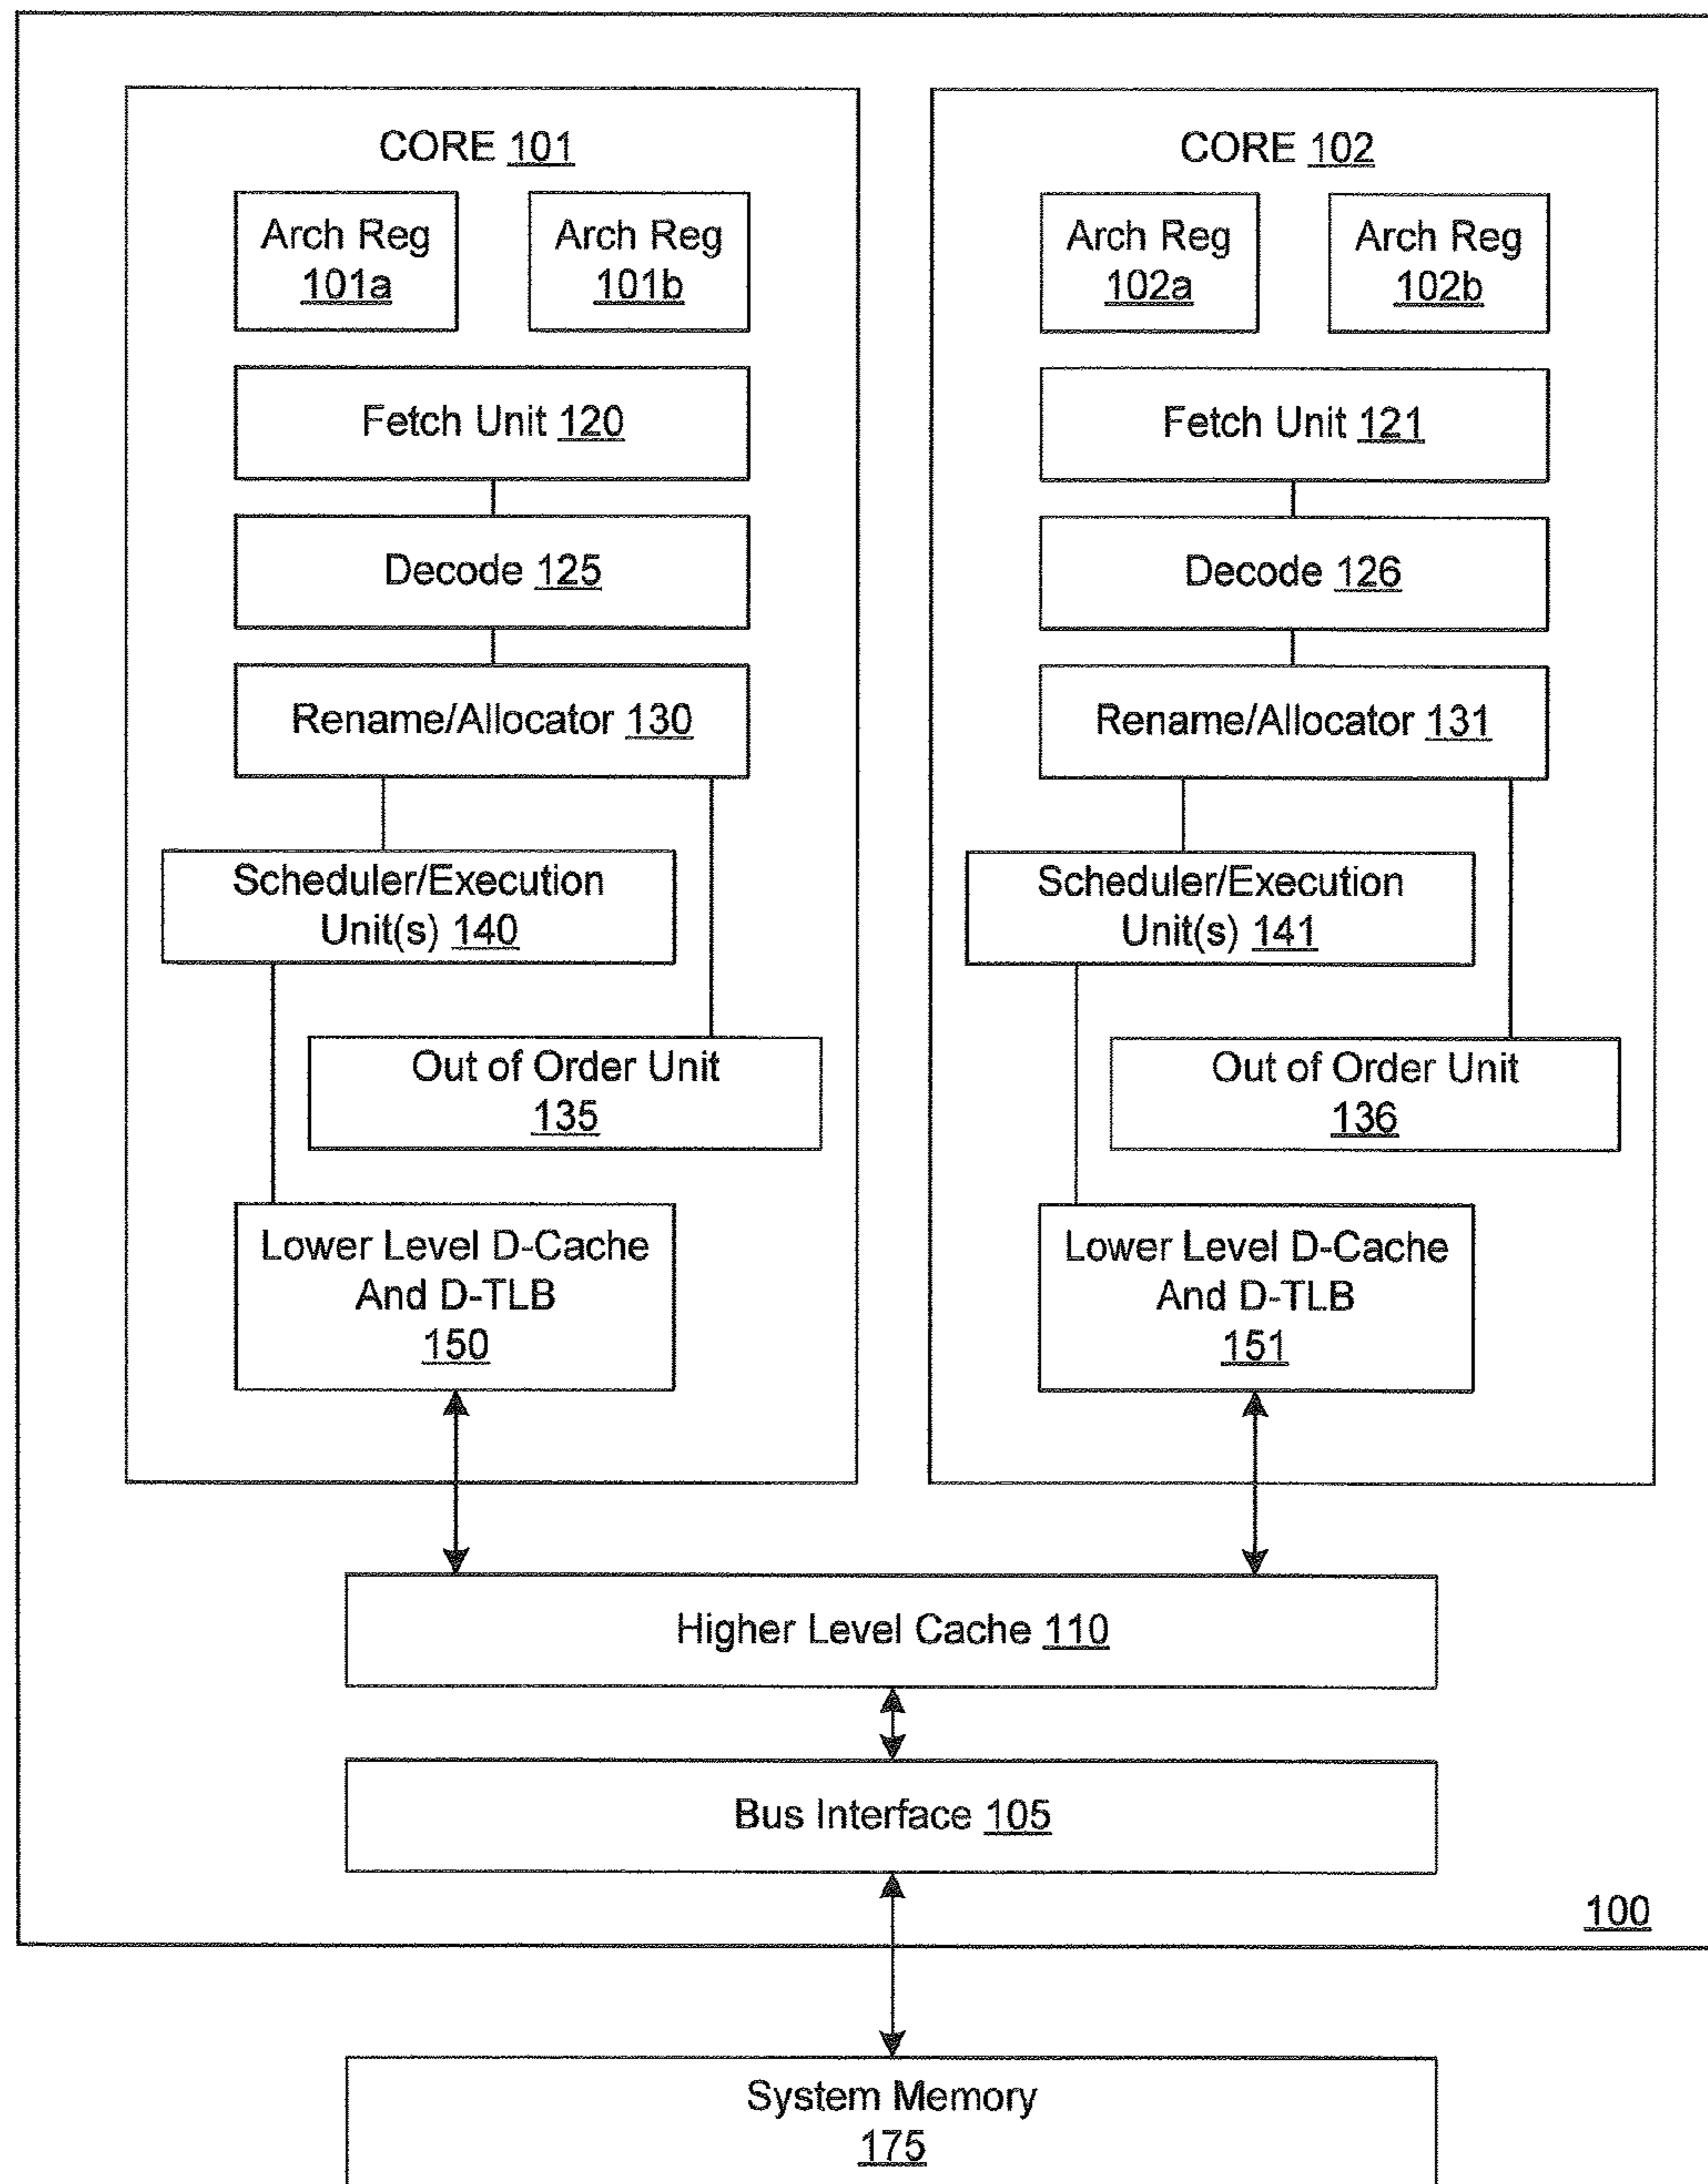 CORE 101
Arch Reg
101a
Arch Reg
101b
Fetch Unit 120
Decode 125
Rename/Allocator 130
Scheduler/Execution
Unit(s) 140
Out of Order Unit
135
Lower Level D-Cache
And D-TLB
150
CORE 102
Arch Reg
102a
Arch Reg
102b
Fetch Unit 121
Decode 126
Rename/Allocator 131
Scheduler/Execution
Unit(s) 141
Out of Order Unit
136
Lower Level D-Cache
And D-TLB
151
Higher Level Cache 110
Bus Interface 105
100
System Memory
175